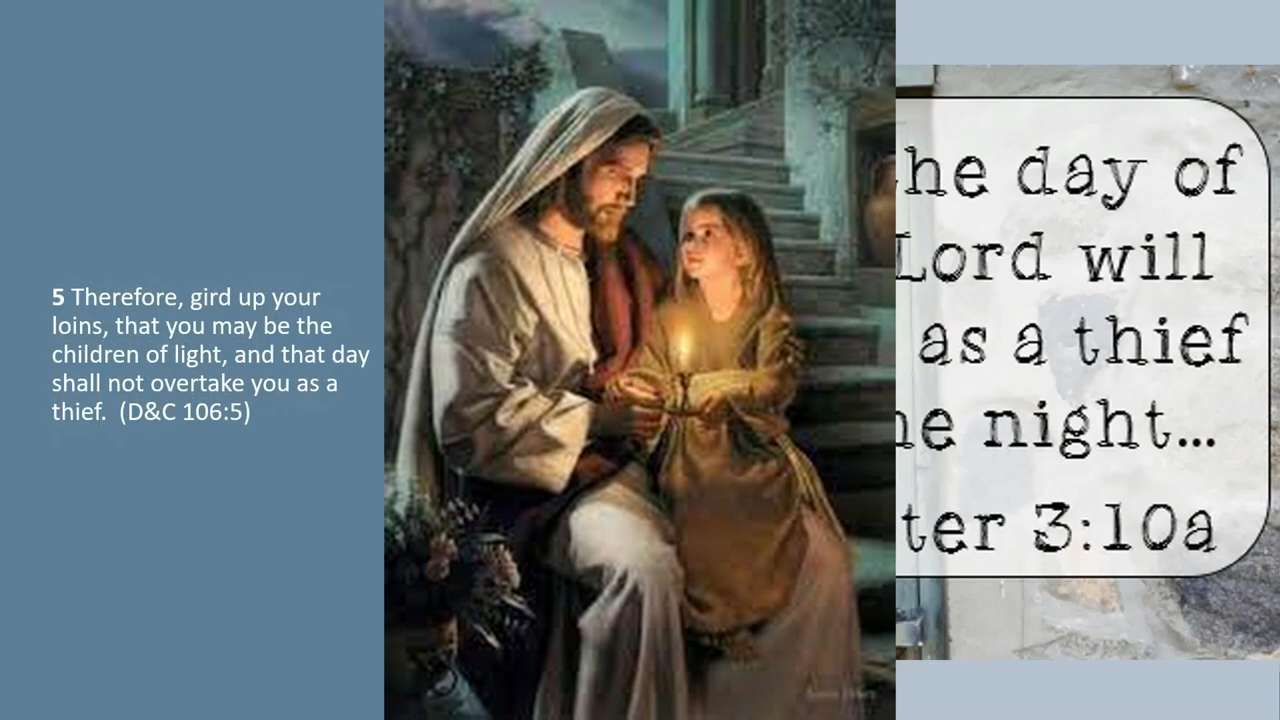 5 Therefore, gird up your
loins, that you may be the
children of light, and that day
shall not overtake you as a
thief.  (D&C 106:5)
he day of
Lord will
as a thief
he night...
ter 3:10a